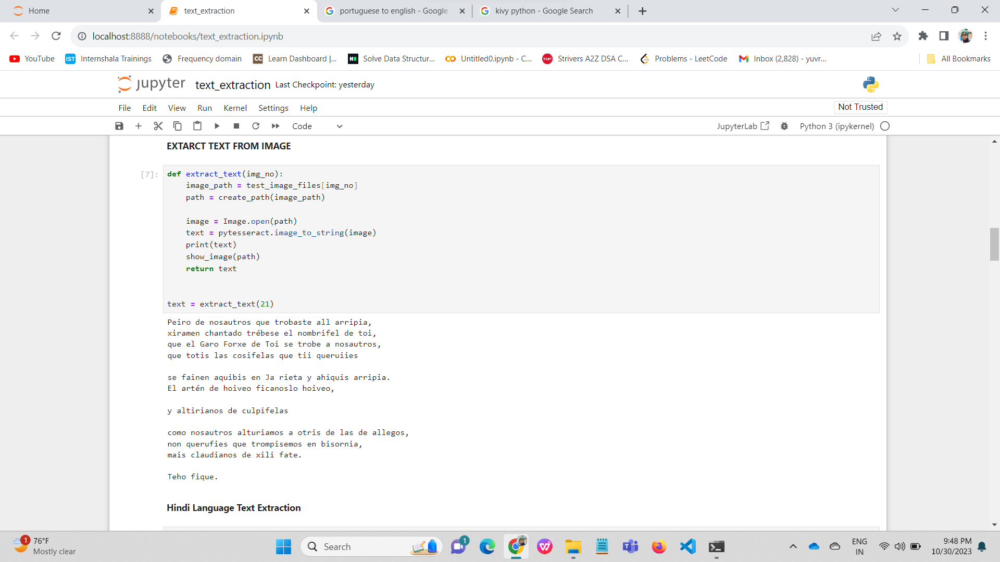 Home
text_extraction
portuguese to english - Google
kivy python - Google Search
localhost:8888/notebooks/text_extraction.ipynb
YouTube
IST
Internshala Trainings
Frequency domain
CC
Learn Dashboard |...
Solve Data Structur...
Untitled0.ipynb - C...
TUF
Strivers A2Z DSA C...
Problems - LeetCode
Inbox (2,828) - yuvr...
All Bookmarks
jupyter
text_extraction
Last Checkpoint: yesterday
File
Edit
View
Run
Kernel
Settings
Help
Not Trusted
Code
JupyterLab
Python 3 (ipykernel)
EXTARCT TEXT FROM IMAGE
[7]:
def extract_text(img_no):
    image_path = test_image_files[img_no]
    path = create_path(image_path)
    image = Image.open(path)
    text = pytesseract.image_to_string(image)
    print(text)
    show_image(path)
    return text
text = extract_text(21)
Peiro de nosautros que trobaste all arripia,
xiramen chantado trébese el nombrifel de toi,
que el Garo Forxe de Toi se trobe a nosautros,
que totis las cosifelas que tii queruiies
se fainen aquibis en Ja rieta y ahiquis arripia.
El artén de hoiveo ficanoslo hoiveo,
y altirianos de culpifelas
como nosautros alturiamos a otris de las de allegos,
non querufies que trompisemos en bisornia,
mais claudianos de xili fate.
Teho fique.
Hindi Language Text Extraction
1
76°F
Mostly clear
Search
1
ENG
IN
9:48 PM
10/30/2023